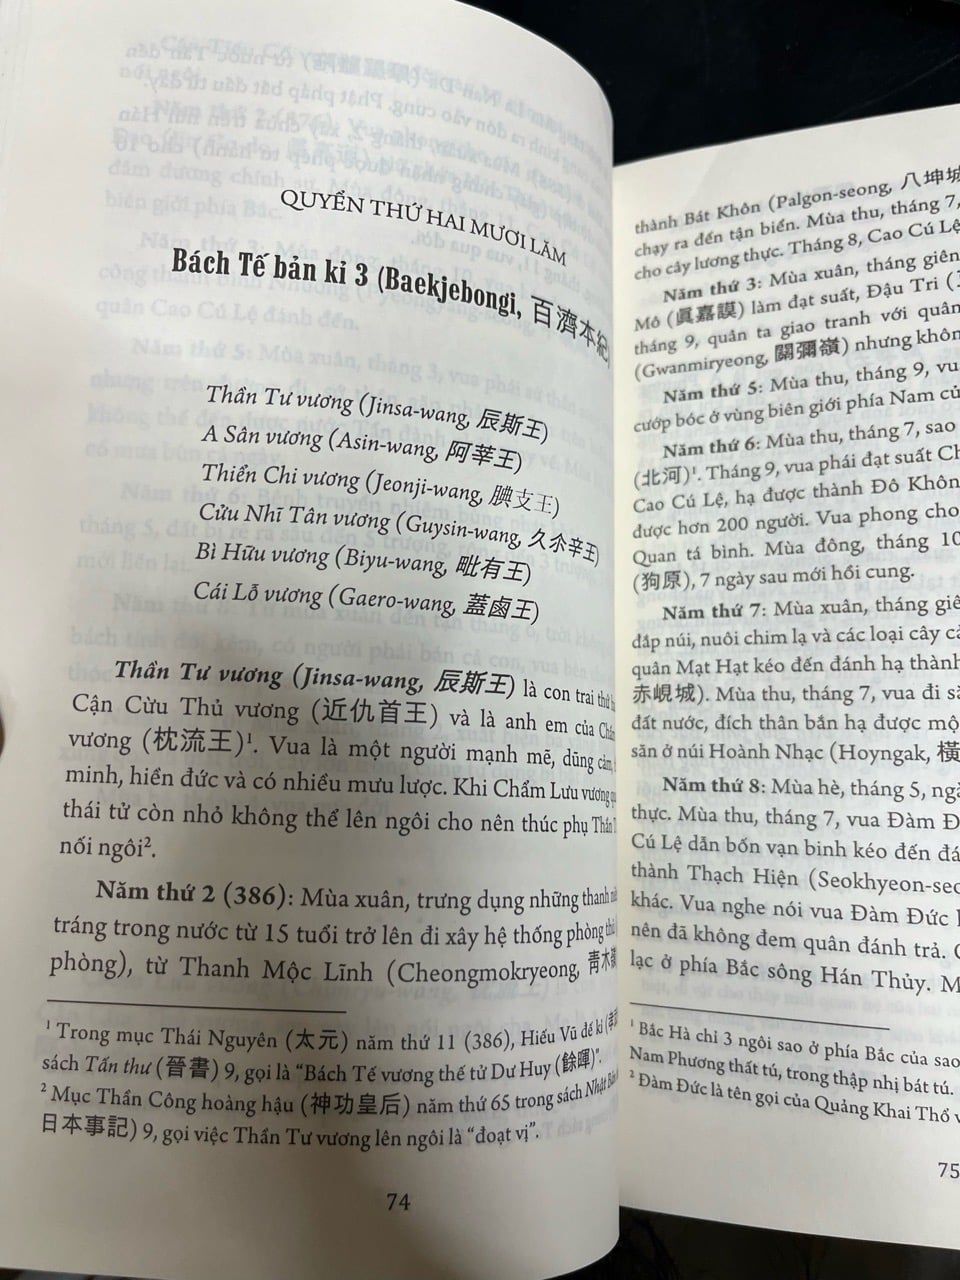 QUYỂN THỨ HAI MƯƠI LĂM
Bách Tế bản kỉ 3 (Baekjebongi, 百濟本紀)
Thần Tư vương (Jinsa-wang, 辰斯王)
A Sân vương (Asin-wang, 阿莘王)
Thiển Chi vương (Jeonji-wang, 腆支王)
Cửu Nhĩ Tân vương (Guysin-wang, 久尒辛王)
Bì Hữu vương (Biyu-wang, 毗有王)
Cái Lỗ vương (Gaero-wang, 蓋鹵王)
Thần Tư vương (Jinsa-wang, 辰斯王) là con trai thứ
Cận Cừu Thủ vương (近仇首王) và là anh em của
vương (枕流王)¹. Vua là một người mạnh mẽ, dũng cảm,
minh, hiền đức và có nhiều mưu lược. Khi Chẩm Lưu vương
thái tử còn nhỏ không thể lên ngôi cho nên thúc phụ
nối ngôi².
Năm thứ 2 (386): Mùa xuân, trưng dụng những thanh
tráng trong nước từ 15 tuổi trở lên đi xây hệ thống phòng thủ
phòng), từ Thanh Mộc Lĩnh (Cheongmokryeong, 青木嶺
¹ Trong mục Thái Nguyên (太元) năm thứ 11 (386), Hiếu Vũ đế kỉ
sách Tấn thư (晉書) 9, gọi là “Bách Tế vương thế tử Dư Huy (餘暉)”.
² Mục Thần Công hoàng hậu (神功皇后) năm thứ 65 trong sách Nhật
日本事記) 9, gọi việc Thần Tư vương lên ngôi là “đoạt vị”.
74
thành Bát Khôn (Palgon-seong, 八坤城
chạy ra đến tận biển. Mùa thu, tháng 7,
cho cây lương thực. Tháng 8, Cao Cú Lệ
Năm thứ 3: Mùa xuân, tháng giên
Mô (眞嘉謨) làm đạt suất, Đậu Tri (
tháng 9, quân ta giao tranh với quân
(Gwanmiryeong, 關彌嶺) nhưng khôn
Năm thứ 5: Mùa thu, tháng 9, vu
cướp bóc ở vùng biên giới phía Nam củ
Năm thứ 6: Mùa thu, tháng 7, sao
(北河)¹. Tháng 9, vua phái đạt suất Ch
Cao Cú Lệ, hạ được thành Đô Khôn
được hơn 200 người. Vua phong cho
Quan tá bình. Mùa đông, tháng 10
(狗原), 7 ngày sau mới hồi cung.
Năm thứ 7: Mùa xuân, tháng giê
đắp núi, nuôi chim lạ và các loại cây cả
quân Mạt Hạt kéo đến đánh hạ thành
赤峴城). Mùa thu, tháng 7, vua đi să
đất nước, đích thân bắn hạ được mộ
săn ở núi Hoành Nhạc (Hoyngak, 橫
Năm thứ 8: Mùa hè, tháng 5, ngà
thực. Mùa thu, tháng 7, vua Đàm Đ
Cú Lệ dẫn bốn vạn binh kéo đến đá
thành Thạch Hiện (Seokhyeon-seo
khác. Vua nghe nói vua Đàm Đức
nên đã không đem quân đánh trả.
lạc ở phía Bắc sông Hán Thủy. M
¹ Bắc Hà chỉ 3 ngôi sao ở phía Bắc của sao
Nam Phương thất tú, trong thập nhị bát tú.
² Đàm Đức là tên gọi của Quảng Khai Thổ v
75